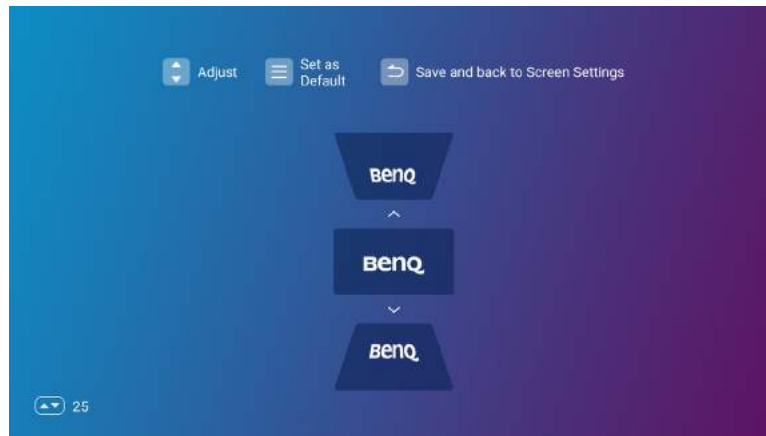 Adjust
Set as
Default
Save and back to Screen Settings
BenQ
BenQ
BenQ
25